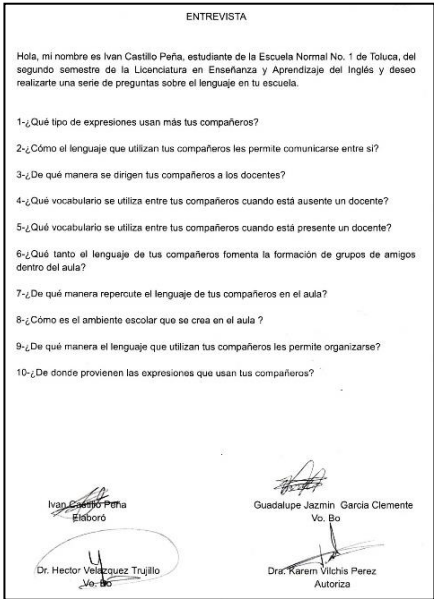 ENTREVISTA
Hola, mi nombre es Ivan Castillo Peña, estudiante de la Escuela Normal No. 1 de Toluca, del
segundo semestre de la Licenciatura en Enseñanza y Aprendizaje del Inglés y deseo
realizarte una serie de preguntas sobre el lenguaje en tu escuela.
1-¿Qué tipo de expresiones usan más tus compañeros?
2-¿Cómo el lenguaje que utilizan tus compañeros les permite comunicarse entre sí?
3-¿De qué manera se dirigen tus compañeros a los docentes?
4-¿Qué vocabulario se utiliza entre tus compañeros cuando está ausente un docente?
5-¿Qué vocabulario se utiliza entre tus compañeros cuando está presente un docente?
6-¿Qué tanto el lenguaje de tus compañeros fomenta la formación de grupos de amigos
dentro del aula?
7-¿De qué manera repercute el lenguaje de tus compañeros en el aula?
8-¿Cómo es el ambiente escolar que se crea en el aula ?
9-¿De qué manera el lenguaje que utilizan tus compañeros les permite organizarse?
10-¿De donde provienen las expresiones que usan tus compañeros?
Ivan Castillo Peña
Elaboró
Guadalupe Jazmin Garcia Clemente
Vo. Bo
Dr. Hector Velazquez Trujillo
Vo. Bo
Dra. Karem Vilchis Perez
Autoriza